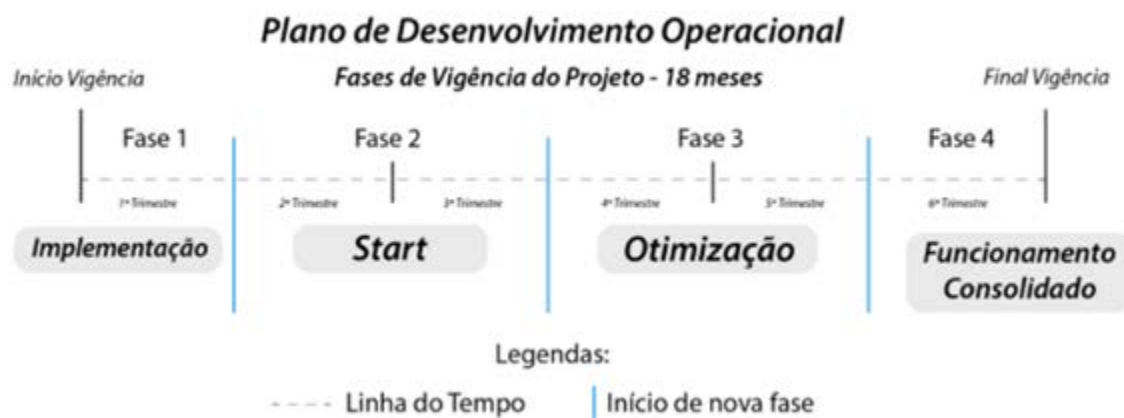 Plano de Desenvolvimento Operacional
Início Vigência
Fases de Vigência do Projeto - 18 meses
Final Vigência
Fase 1
Fase 2
Fase 3
Fase 4
1º Trimestre
2º Trimestre
3º Trimestre
4º Trimestre
5º Trimestre
6º Trimestre
Implementação
Start
Otimização
Funcionamento
Consolidado
Legendas:
Linha do Tempo
Início de nova fase